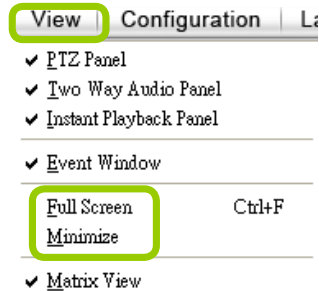 View Configuration
PTZ Panel
Two Way Audio Panel
Instant Playback Panel
Event Window
Full Screen Ctrl+F
Minimize
Matrix View